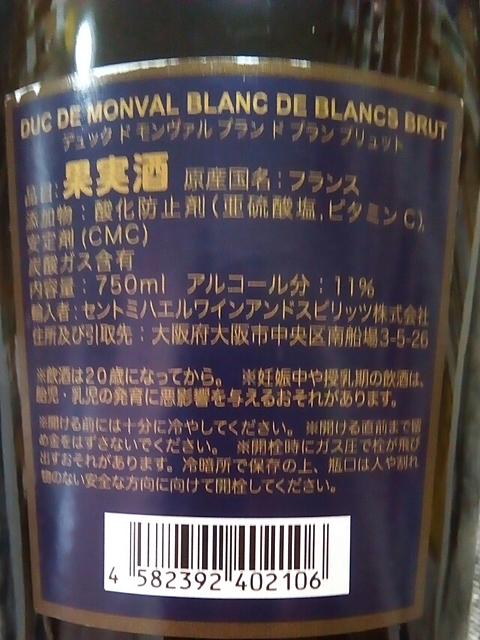 DUC DE MONVAL BLANC DE BLANCS BRUT
デュック ド モンヴァル ブラン ド ブラン ブリュット
品目:果実酒 原産国名:フランス
添加物:酸化防止剤(亜硫酸塩,ビタミンC),
安定剤(CMC)
炭酸ガス含有
内容量:750ml アルコール分:11%
輸入者:セントミハエルワインアンドスピリッツ株式会社
住所及び引取先:大阪府大阪市中央区南船場3-5-26
※飲酒は20歳になってから。 ※妊娠中や授乳期の飲酒は、
胎児・乳児の発育に悪影響を与えるおそれがあります。
※開ける前には十分に冷やしてください。 ※開ける直前まで留
め金をはずさないでください。 ※開栓時にガス圧で栓が飛び
出すおそれがあります。冷暗所で保存の上、瓶口は人や割れ
物のない安全な方向に向けて開栓してください。
4 582392 402106